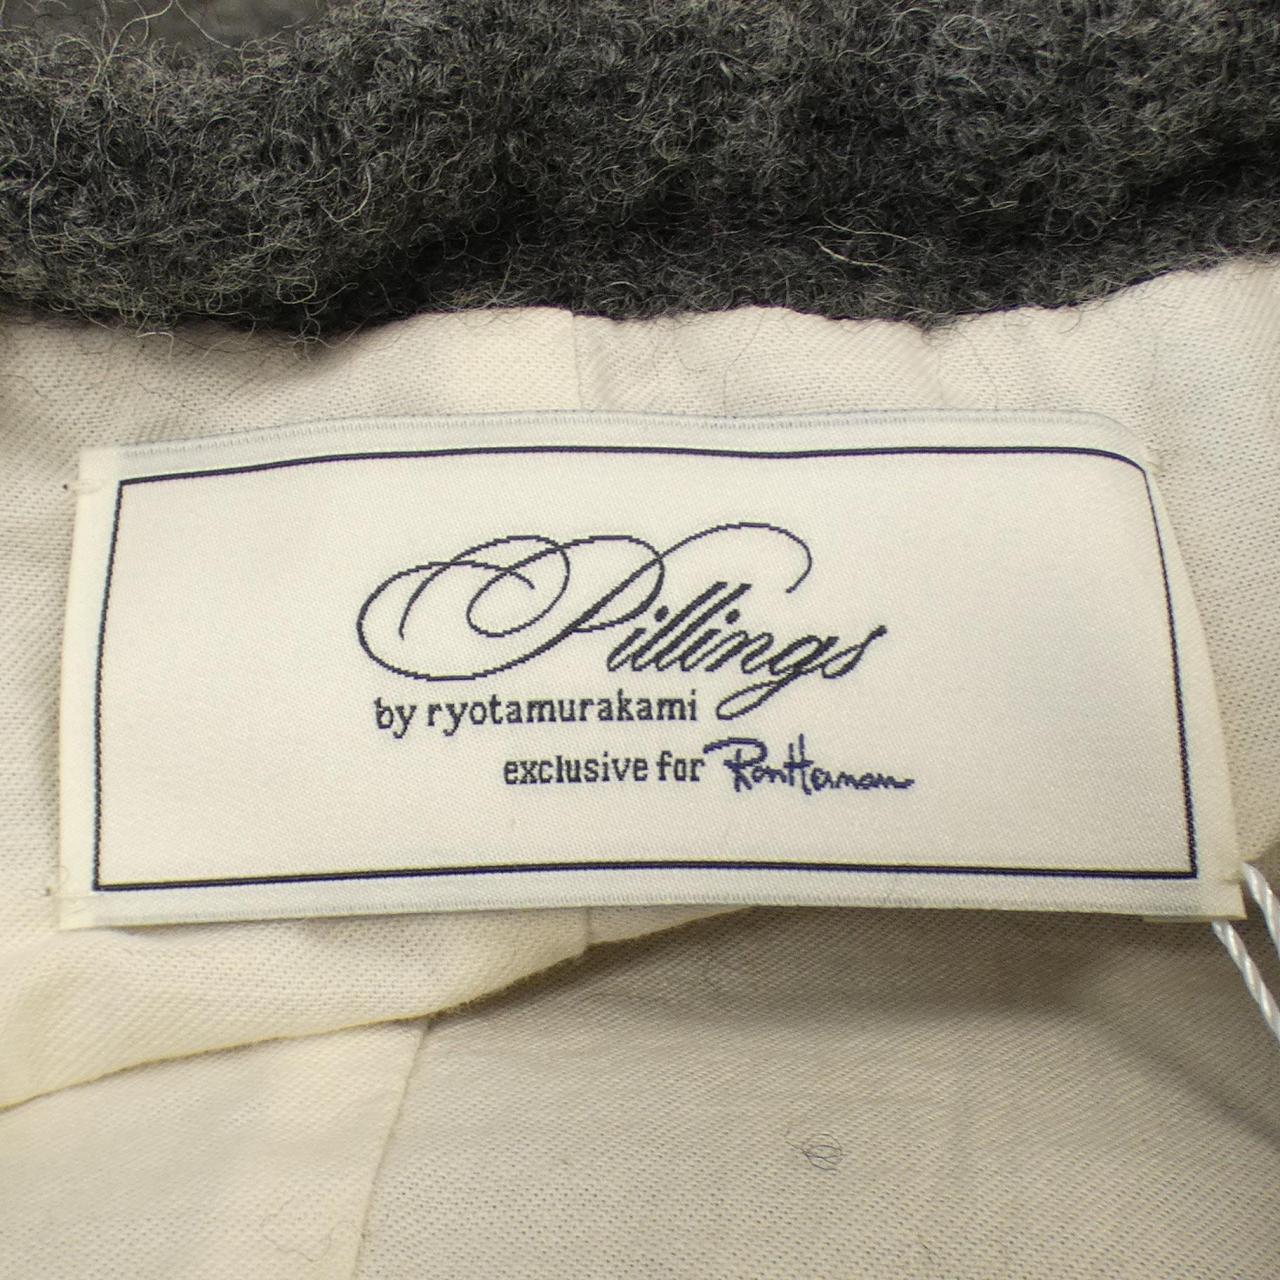 Pillings
by ryotamurakami
exclusive for RonHerman